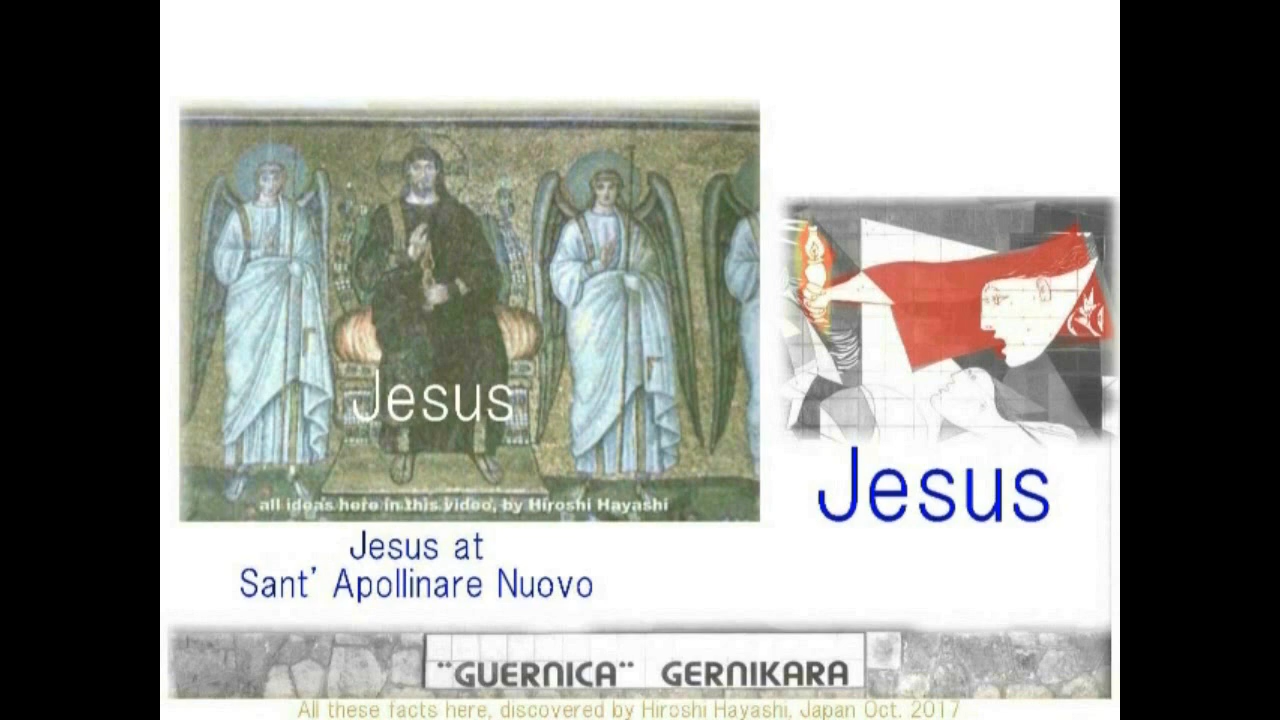 Jesus
all ideas here in this video, by Hiroshi Hayashi
Jesus at
Sant' Apollinare Nuovo
Jesus
"GUERNICA" GERNIKARA
All these facts here, discovered by Hiroshi Hayashi, Japan Oct. 2017